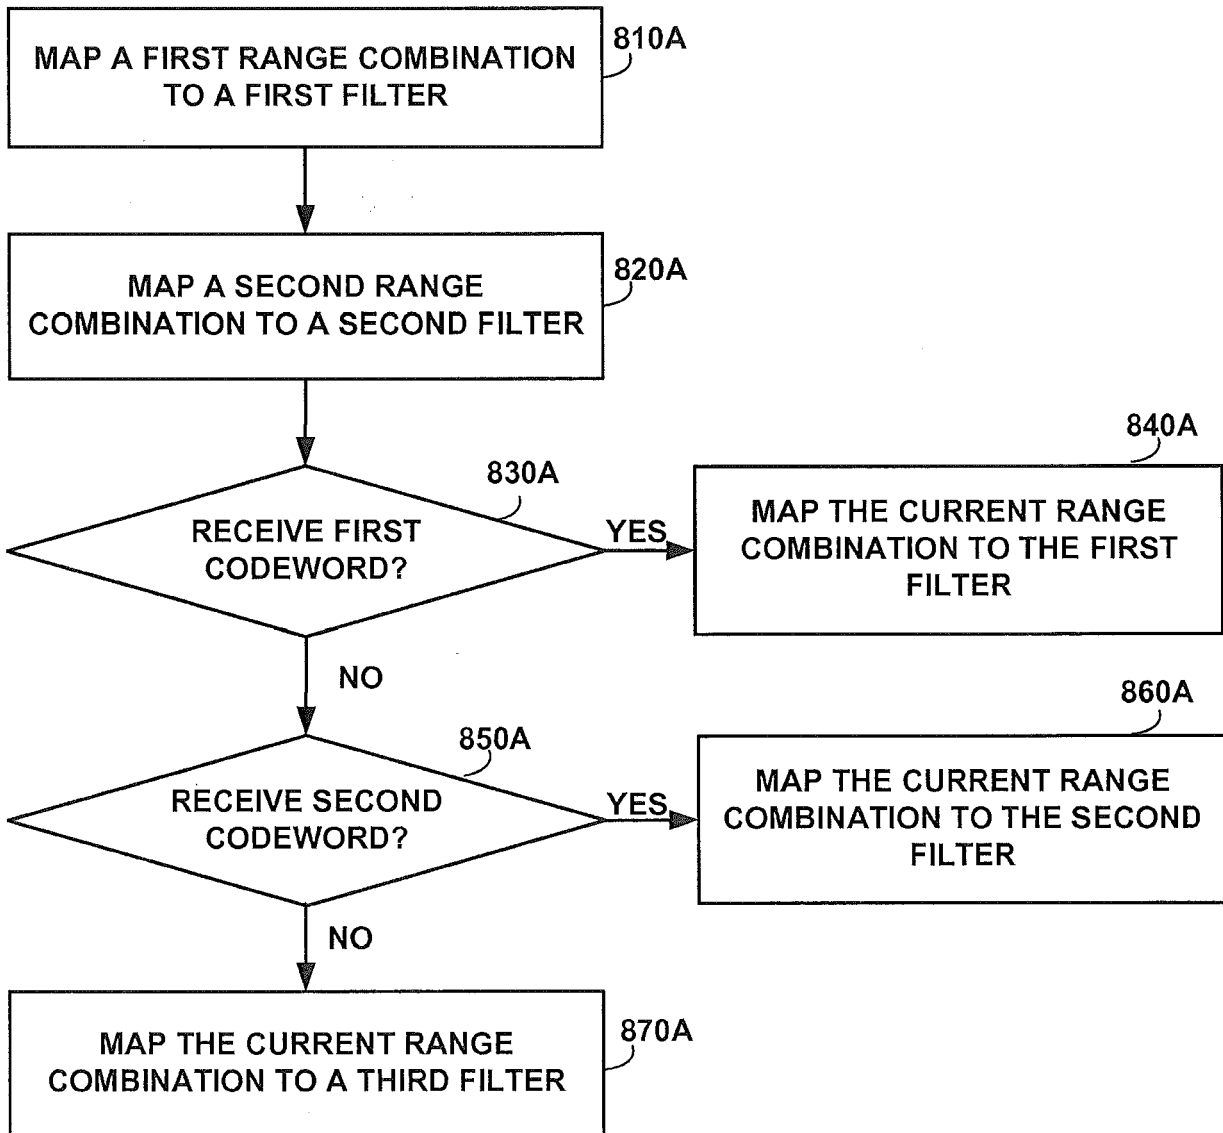 MAP A FIRST RANGE COMBINATION
TO A FIRST FILTER
810A
MAP A SECOND RANGE
COMBINATION TO A SECOND FILTER
820A
RECEIVE FIRST
CODEWORD?
830A
YES
840A
MAP THE CURRENT RANGE
COMBINATION TO THE FIRST
FILTER
NO
RECEIVE SECOND
CODEWORD?
850A
YES
860A
MAP THE CURRENT RANGE
COMBINATION TO THE SECOND
FILTER
NO
MAP THE CURRENT RANGE
COMBINATION TO A THIRD FILTER
870A